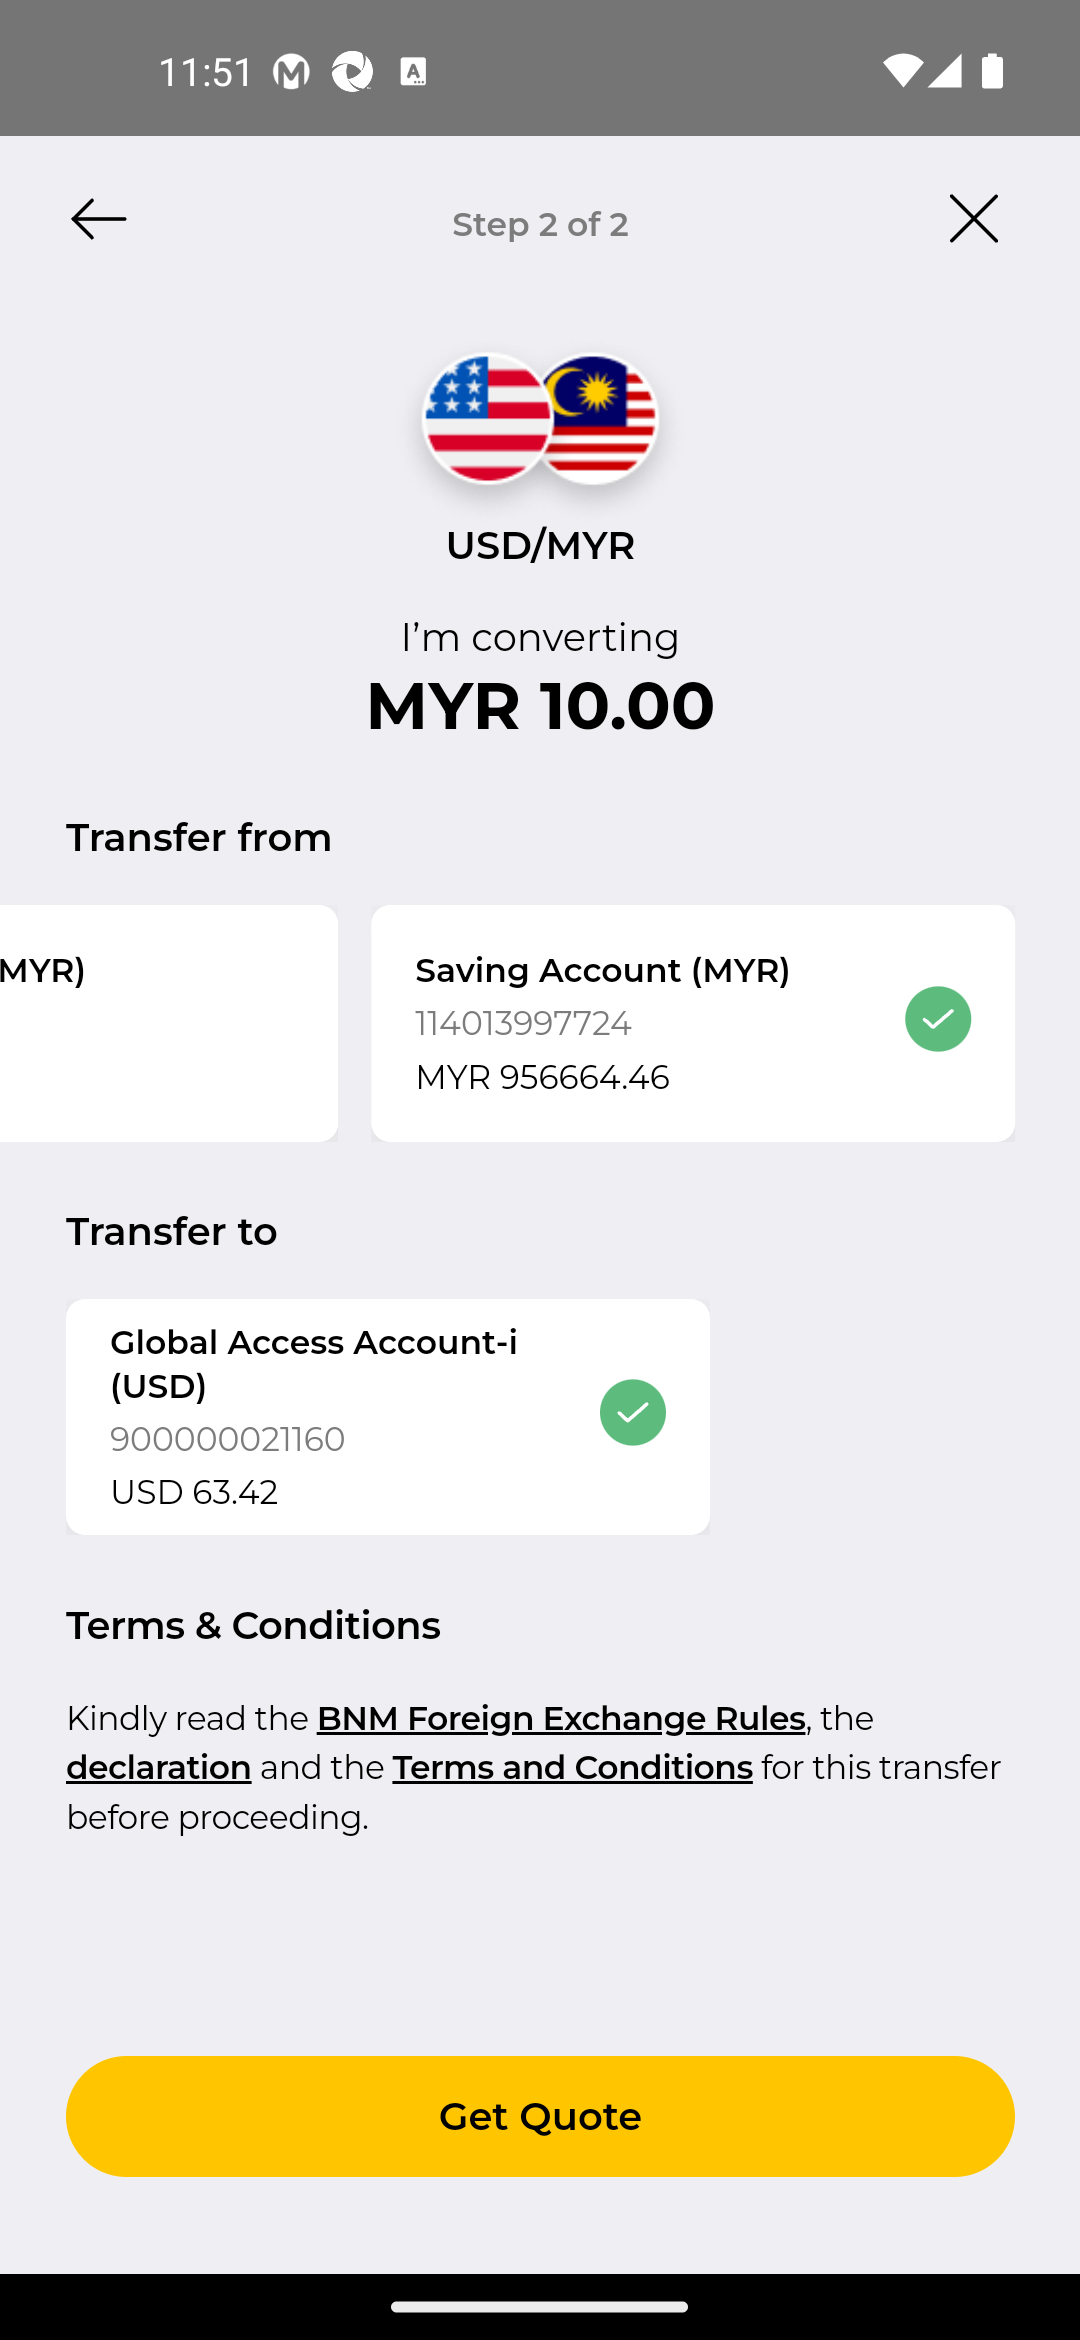 11:51
Step 2 of 2
USD/MYR
I’m converting
MYR 10.00
Transfer from
MYR)
Saving Account (MYR)
114013997724
MYR 956664.46
Transfer to
Global Access Account-i
(USD)
900000021160
USD 63.42
Terms & Conditions
Kindly read the BNM Foreign Exchange Rules, the
declaration and the Terms and Conditions for this transfer
before proceeding.
Get Quote